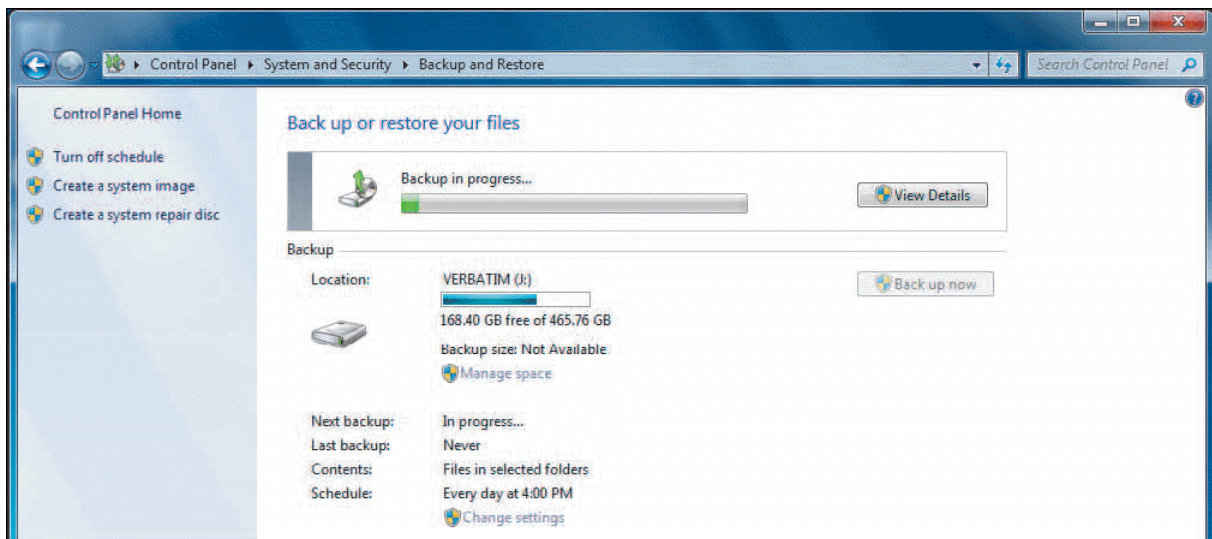 Control Panel ▸ System and Security ▸ Backup and Restore
Search Control Panel
Control Panel Home
Turn off schedule
Create a system image
Create a system repair disc
Back up or restore your files
Backup in progress...
View Details
Backup
Location:
VERBATIM (J:)
Back up now
168.40 GB free of 465.76 GB
Backup size: Not Available
Manage space
Next backup: In progress...
Last backup: Never
Contents: Files in selected folders
Schedule: Every day at 4:00 PM
Change settings